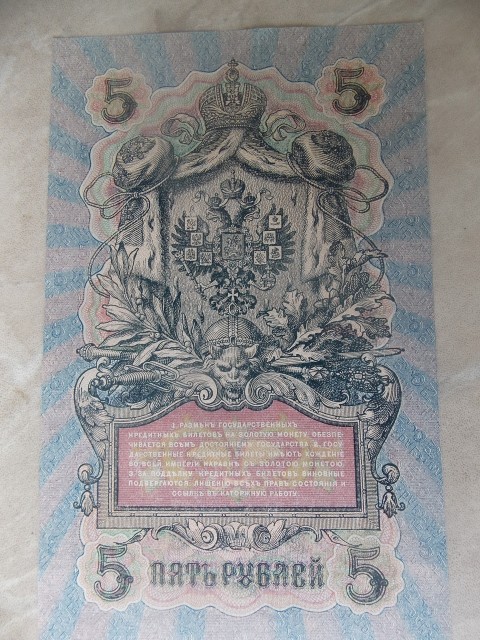 5 5
1. РАЗМѢНЪ ГОСУДАРСТВЕННЫХЪ
КРЕДИТНЫХЪ БИЛЕТОВЪ НА ЗОЛОТУЮ МОНЕТУ ОБЕЗПЕ-
ЧИВАЕТСЯ ВСѢМЪ ДОСТОЯНІЕМЪ ГОСУДАРСТВА. 2. ГОСУ-
ДАРСТВЕННЫЕ КРЕДИТНЫЕ БИЛЕТЫ ИМѢЮТЪ ХОЖДЕНІЕ
ВО ВСЕЙ ИМПЕРІИ НАРАВНѢ СЪ ЗОЛОТОЮ МОНЕТОЮ.
3. ЗА ПОДДѢЛКУ КРЕДИТНЫХЪ БИЛЕТОВЪ ВИНОВНЫЕ
ПОДВЕРГАЮТСЯ ЛИШЕНІЮ ВСѢХЪ ПРАВЪ СОСТОЯНІЯ И
ССЫЛКѢ ВЪ КАТОРЖНУЮ РАБОТУ.
5 ПЯТЬ РУБЛЕЙ 5